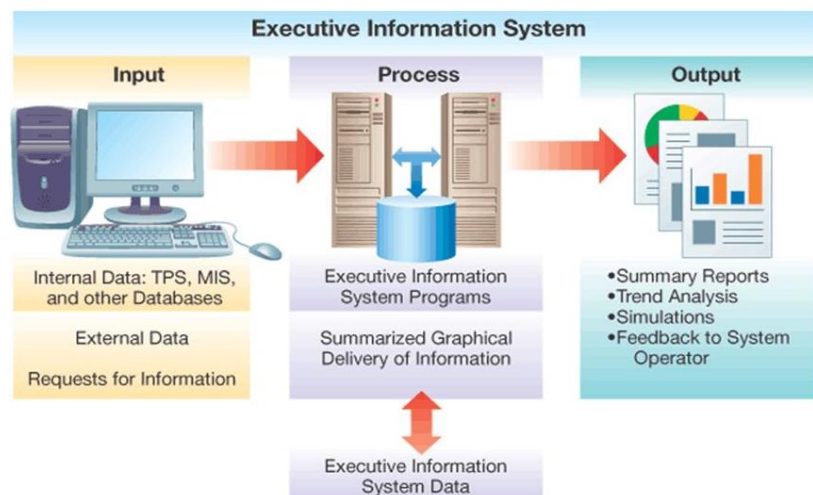 Executive Information System
Input
Process
Output
Internal Data: TPS, MIS,
and other Databases
External Data
Requests for Information
Executive Information
System Programs
Summarized Graphical
Delivery of Information
Executive Information
System Data
•Summary Reports
•Trend Analysis
•Simulations
•Feedback to System
Operator